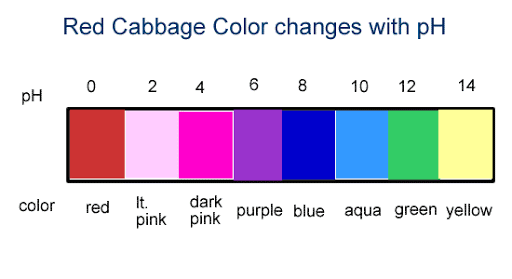 Red Cabbage Color changes with pH
pH 0 2 4 6 8 10 12 14
color red lt. pink dark pink purple blue aqua green yellow